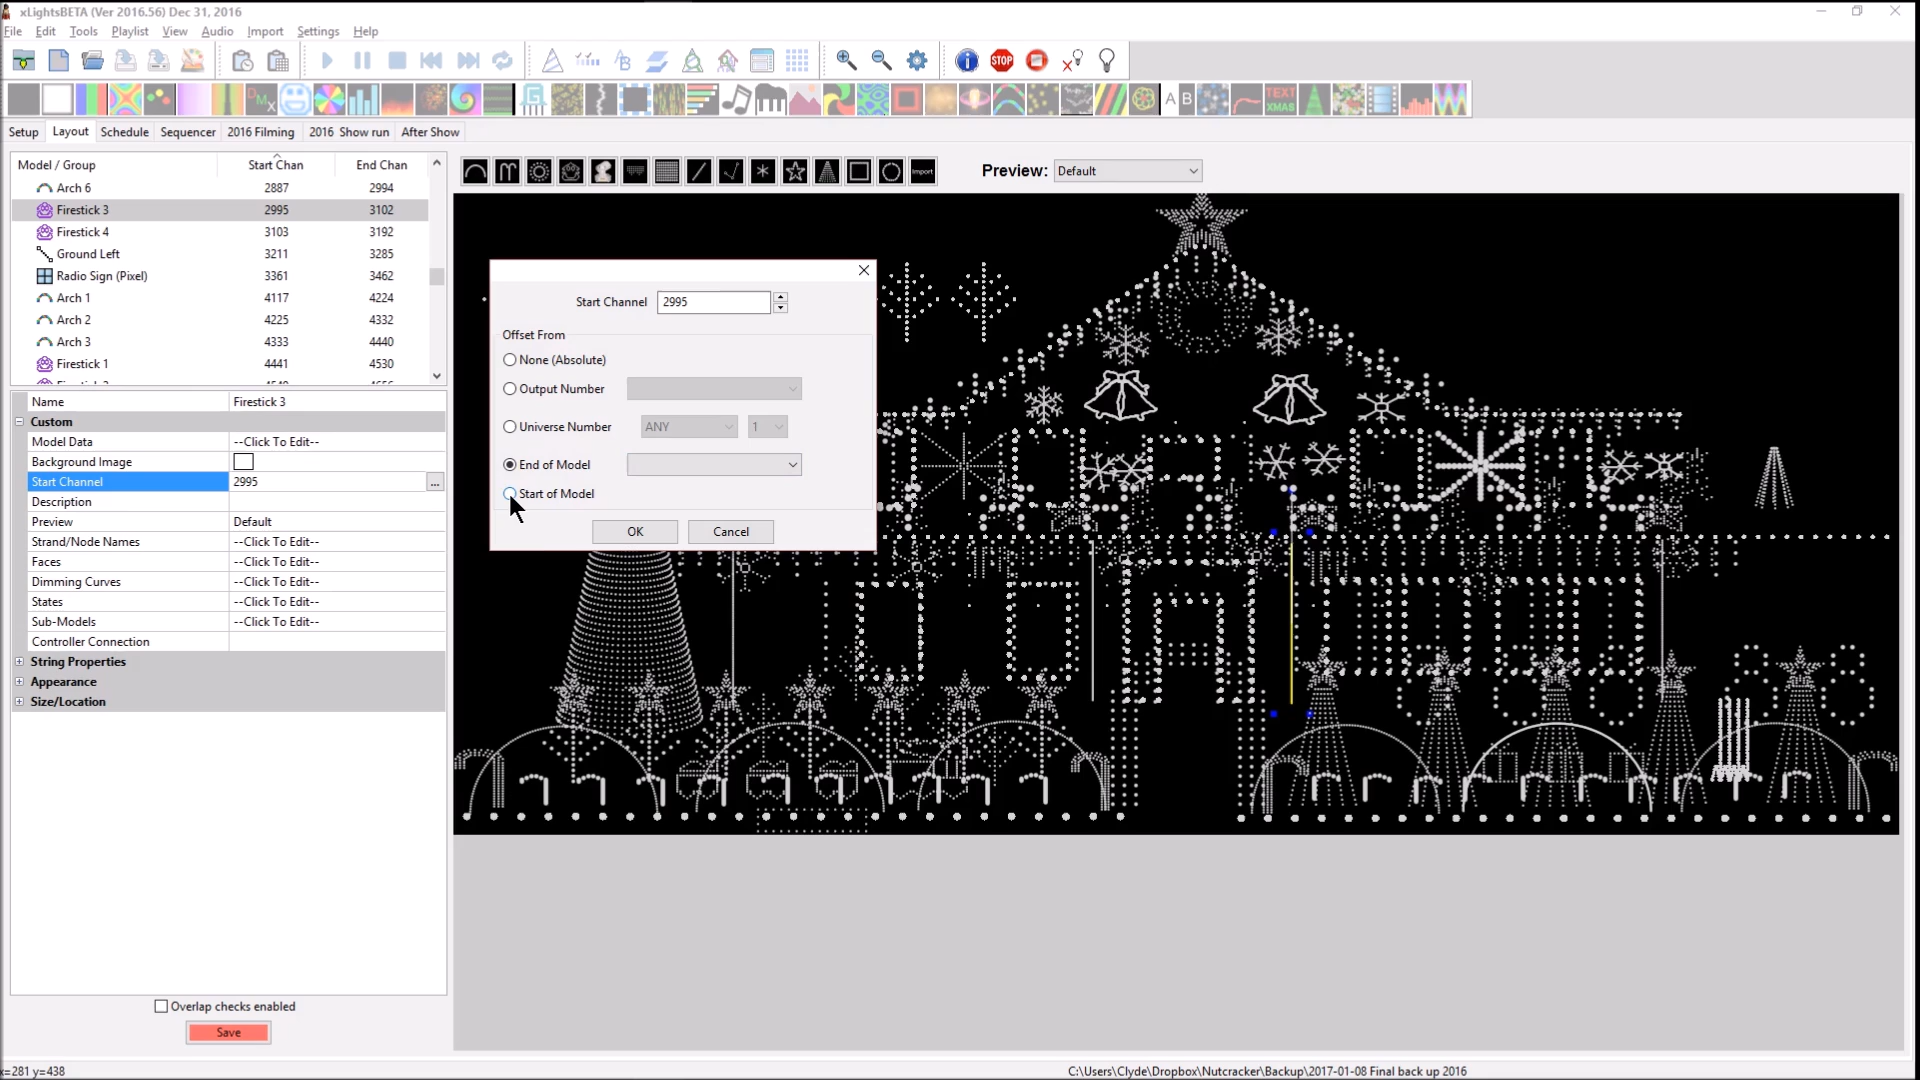 xLightsBETA (Ver 2016.56) Dec 31, 2016
File Edit Tools Playlist View Audio Import Settings Help
Setup Layout Schedule Sequencer 2016 Filming 2016 Show run After Show
Model / Group Start Chan End Chan
Arch 6 2887 2994
Firestick 3 2995 3102
Firestick 4 3103 3192
Ground Left 3211 3285
Radio Sign (Pixel) 3361 3462
Arch 1 4117 4224
Arch 2 4225 4332
Arch 3 4333 4440
Firestick 1 4441 4530
Import
Preview: Default
Start Channel 2995
Offset From
None (Absolute)
Output Number
Universe Number ANY 1
End of Model
Start of Model
OK Cancel
Name Firestick 3
Custom
Model Data --Click To Edit--
Background Image
Start Channel 2995 ...
Description
Preview Default
Strand/Node Names --Click To Edit--
Faces --Click To Edit--
Dimming Curves --Click To Edit--
States --Click To Edit--
Sub-Models --Click To Edit--
Controller Connection
String Properties
Appearance
Size/Location
Overlap checks enabled
Save
x=281 y=438
C:\Users\Clyde\Dropbox\Nutcracker\Backup\2017-01-08 Final back up 2016